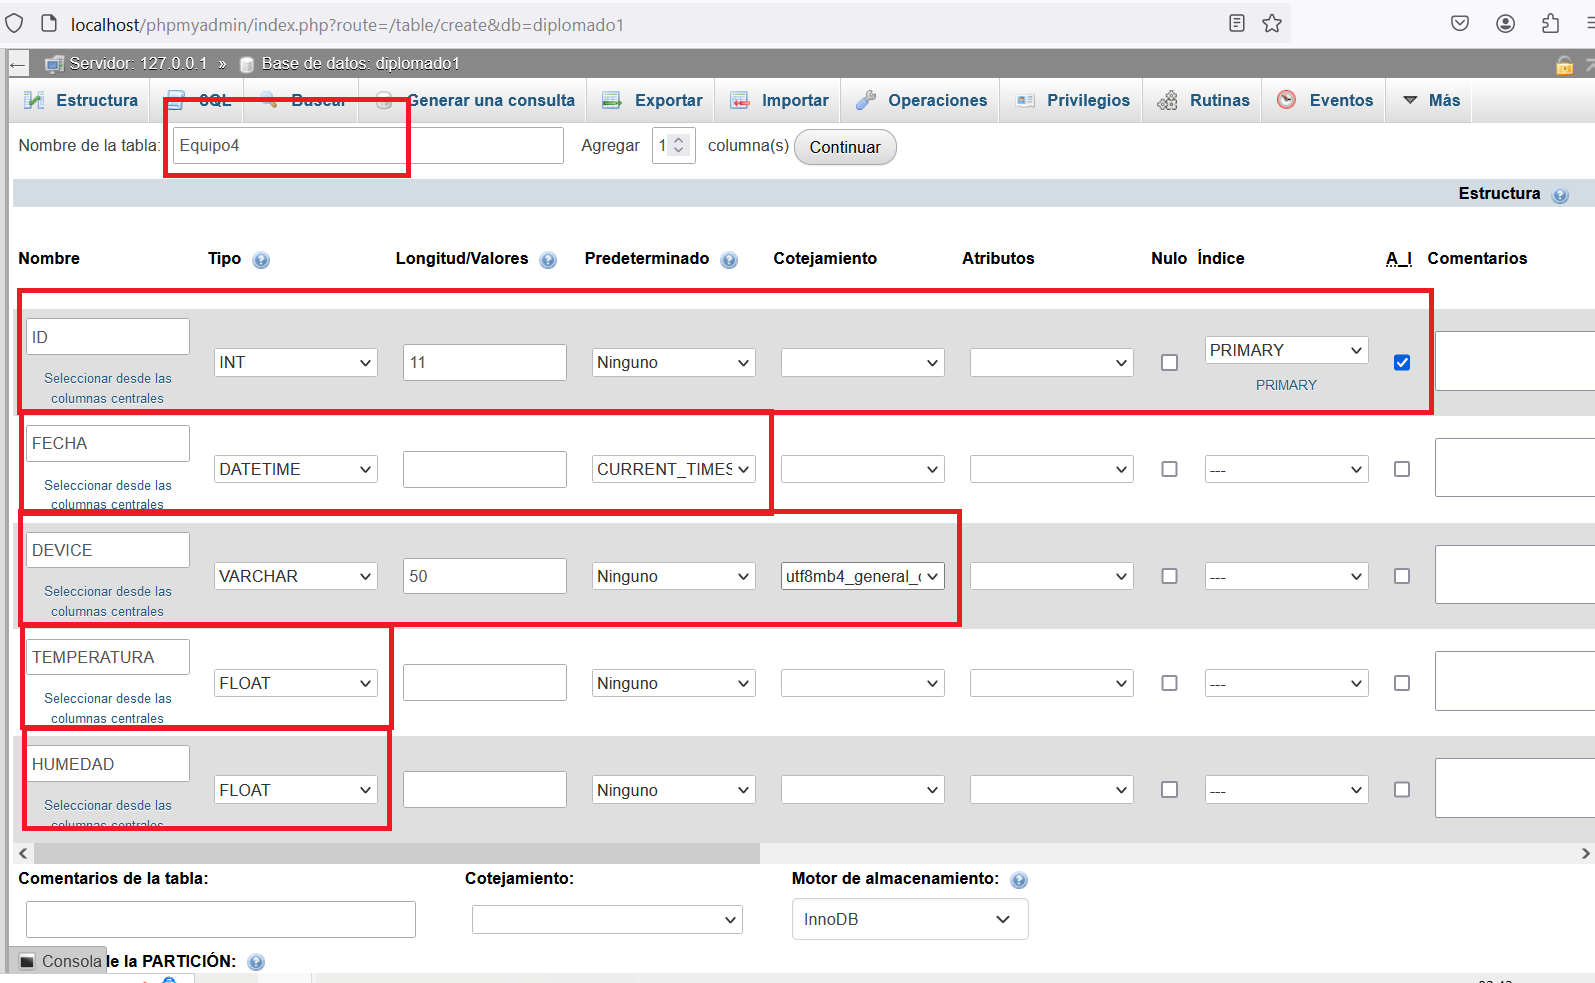 localhost/phpmyadmin/index.php?route=/table/create&db=diplomado1
← Servidor: 127.0.0.1 » Base de datos: diplomado1
Estructura SQL Buscar Generar una consulta Exportar Importar Operaciones Privilegios Rutinas Eventos Más
Nombre de la tabla: Equipo4 Agregar 1 columna(s) Continuar
Estructura
Nombre Tipo Longitud/Valores Predeterminado Cotejamiento Atributos Nulo Índice A_I Comentarios
ID INT 11 Ninguno PRIMARY
Seleccionar desde las
columnas centrales
PRIMARY
FECHA DATETIME CURRENT_TIMES ---
Seleccionar desde las
columnas centrales
DEVICE VARCHAR 50 Ninguno utf8mb4_general_c ---
Seleccionar desde las
columnas centrales
TEMPERATURA FLOAT Ninguno ---
Seleccionar desde las
columnas centrales
HUMEDAD FLOAT Ninguno ---
Seleccionar desde las
columnas centrales
Comentarios de la tabla: Cotejamiento: Motor de almacenamiento:
InnoDB
Consola le la PARTICIÓN: